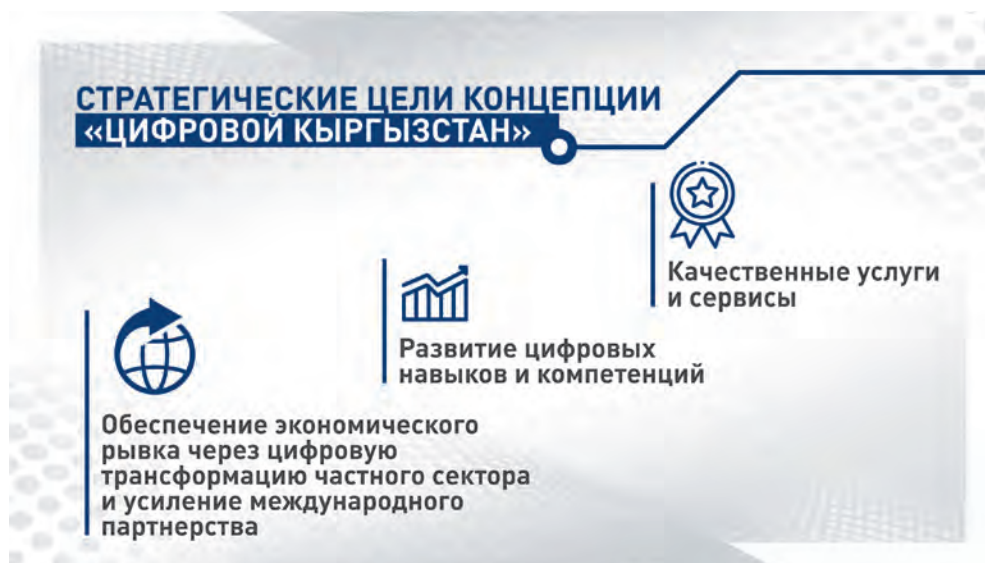 СТРАТЕГИЧЕСКИЕ ЦЕЛИ КОНЦЕПЦИИ
«ЦИФРОВОЙ КЫРГЫЗСТАН»
Качественные услуги
и сервисы
Развитие цифровых
навыков и компетенций
Обеспечение экономического
рывка через цифровую
трансформацию частного сектора
и усиление международного
партнерства